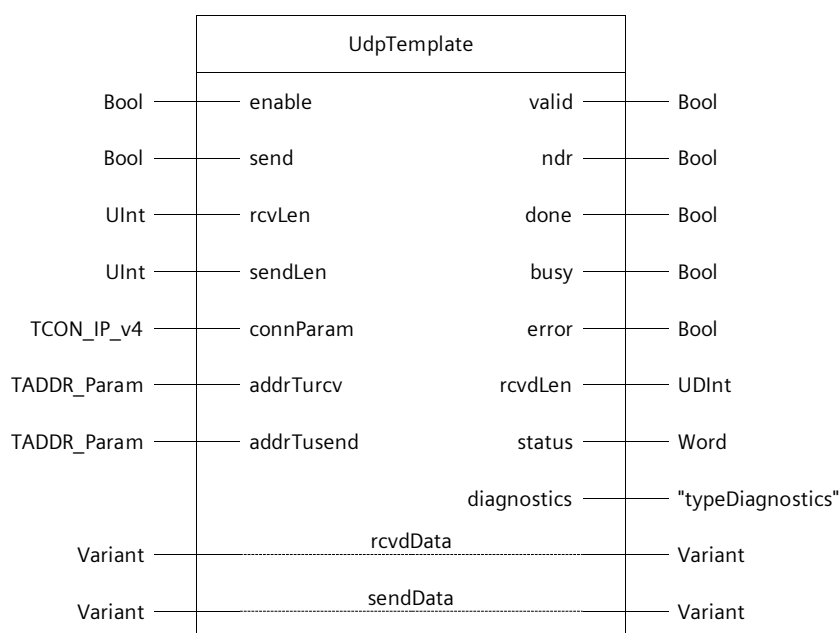 UdpTemplate
Bool enable valid Bool
Bool send ndr Bool
UInt rcvLen done Bool
UInt sendLen busy Bool
TCON_IP_v4 connParam error Bool
TADDR_Param addrTurcv rcvdLen UDInt
TADDR_Param addrTusend status Word
diagnostics "typeDiagnostics"
Variant rcvdData Variant
Variant sendData Variant